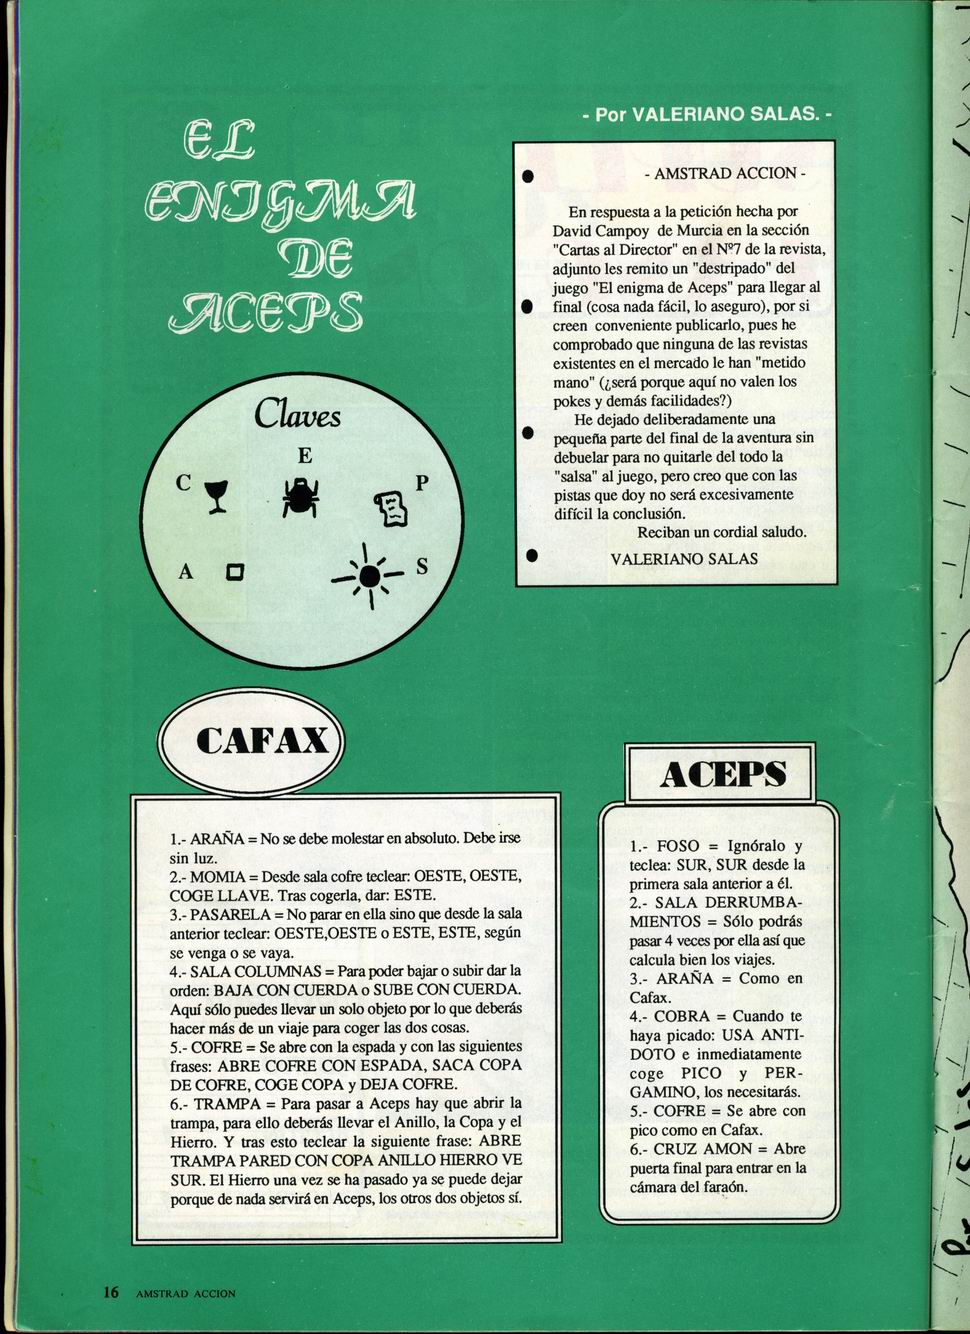 EL
ENIGMA
DE
ACEPS
- Por VALERIANO SALAS. -
- AMSTRAD ACCION -
En respuesta a la petición hecha por
David Campoy de Murcia en la sección
"Cartas al Director" en el Nº7 de la revista,
adjunto les remito un "destripado" del
juego "El enigma de Aceps" para llegar al
final (cosa nada fácil, lo aseguro), por si
creen conveniente publicarlo, pues he
comprobado que ninguna de las revistas
existentes en el mercado le han "metido
mano" (¿será porque aquí no valen los
pokes y demás facilidades?)
He dejado deliberadamente una
pequeña parte del final de la aventura sin
debuelar para no quitarle del todo la
"salsa" al juego, pero creo que con las
pistas que doy no será excesivamente
difícil la conclusión.
Reciban un cordial saludo.
VALERIANO SALAS
Claves
E
C
P
A
S
CAFAX
1.- ARAÑA = No se debe molestar en absoluto. Debe irse
sin luz.
2.- MOMIA = Desde sala cofre teclear: OESTE, OESTE,
COGE LLAVE. Tras cogerla, dar: ESTE.
3.- PASARELA = No parar en ella sino que desde la sala
anterior teclear: OESTE,OESTE o ESTE, ESTE, según
se venga o se vaya.
4.- SALA COLUMNAS = Para poder bajar o subir dar la
orden: BAJA CON CUERDA o SUBE CON CUERDA.
Aquí sólo puedes llevar un solo objeto por lo que deberás
hacer más de un viaje para coger las dos cosas.
5.- COFRE = Se abre con la espada y con las siguientes
frases: ABRE COFRE CON ESPADA, SACA COPA
DE COFRE, COGE COPA y DEJA COFRE.
6.- TRAMPA = Para pasar a Aceps hay que abrir la
trampa, para ello deberás llevar el Anillo, la Copa y el
Hierro. Y tras esto teclear la siguiente frase: ABRE
TRAMPA PARED CON COPA ANILLO HIERRO VE
SUR. El Hierro una vez se ha pasado ya se puede dejar
porque de nada servirá en Aceps, los otros dos objetos sí.
ACEPS
1.- FOSO = Ignóralo y
teclea: SUR, SUR desde la
primera sala anterior a él.
2.- SALA DERRUMBA-
MIENTOS = Sólo podrás
pasar 4 veces por ella así que
calcula bien los viajes.
3.- ARAÑA = Como en
Cafax.
4.- COBRA = Cuando te
haya picado: USA ANTI-
DOTO e inmediatamente
coge PICO y PER-
GAMINO, los necesitarás.
5.- COFRE = Se abre con
pico como en Cafax.
6.- CRUZ AMON = Abre
puerta final para entrar en la
cámara del faraón.
16 AMSTRAD ACCION